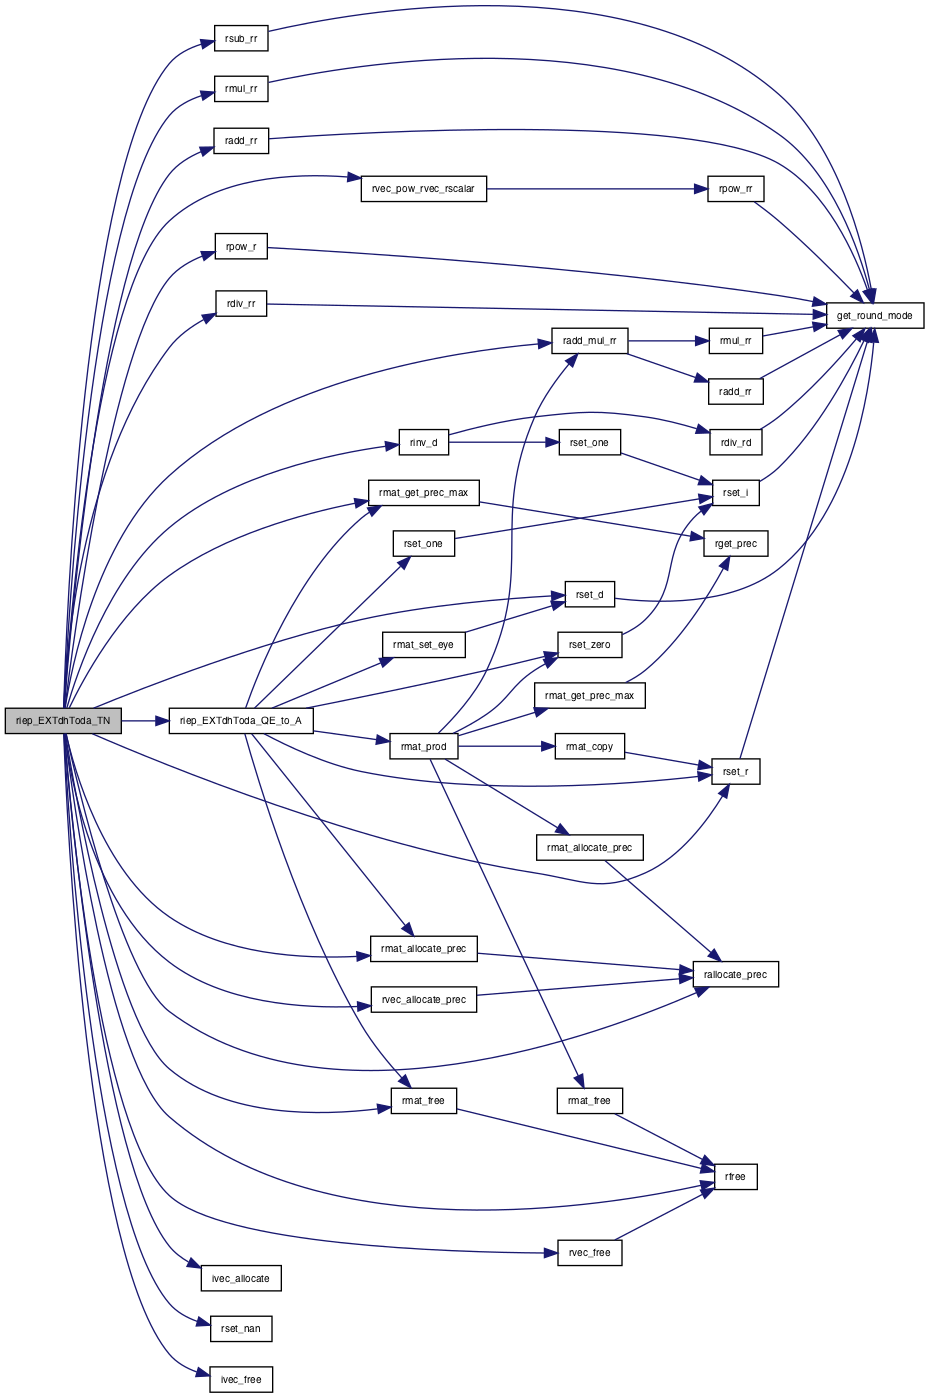 rsub_rr
rmul_rr
radd_rr
rvec_pow_rvec_rscalar
rpow_rr
rpow_r
rdiv_rr
get_round_mode
radd_mul_rr
rmul_rr
radd_rr
rinv_d
rset_one
rdiv_rd
rmat_get_prec_max
rset_i
rset_one
rget_prec
rset_d
rmat_set_eye
rset_zero
rmat_get_prec_max
riep_EXTdhToda_TN
riep_EXTdhToda_QE_to_A
rmat_prod
rmat_copy
rset_r
rmat_allocate_prec
rmat_allocate_prec
rallocate_prec
rvec_allocate_prec
rmat_free
rmat_free
rfree
rvec_free
ivec_allocate
rset_nan
ivec_free